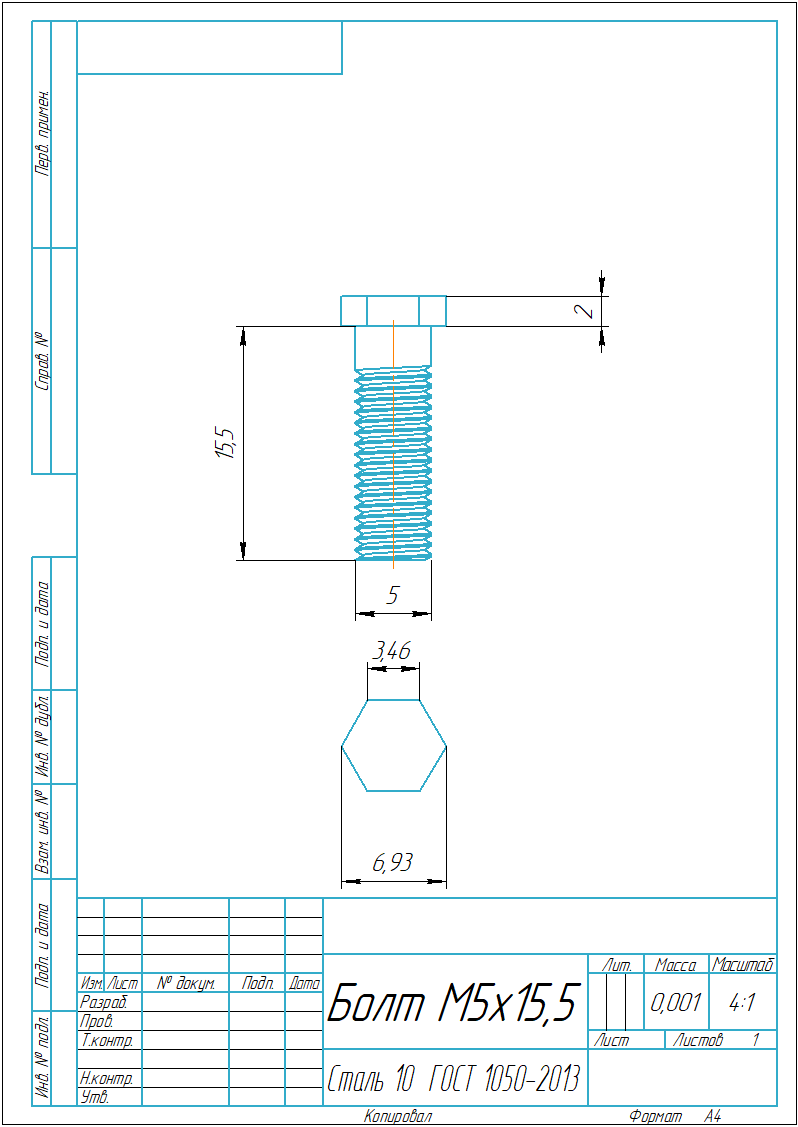 Перв. примен.
Справ. №
Подп. и дата
Инв. № дубл.
Взам. инв. №
Подп. и дата
Инв. № подл.
2
15,5
5
3,46
6,93
Изм. Лист № докум. Подп. Дата
Разраб.
Пров.
Т.контр.
Н.контр.
Утв.
Болт М5х15,5
Сталь 10 ГОСТ 1050-2013
Лит. Масса Масштаб
0,001 4:1
Лист Листов 1
Копировал Формат А4